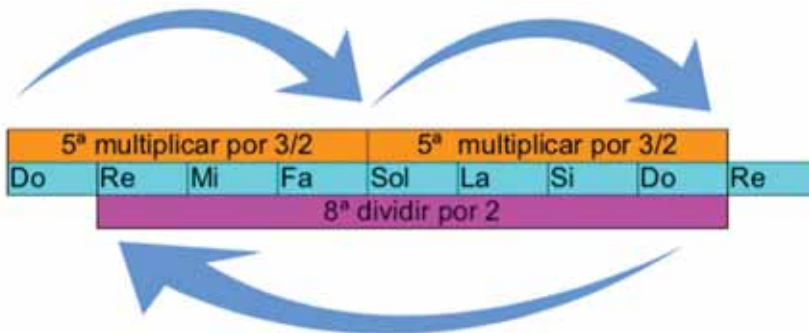 5ª multiplicar por 3/2 5ª multiplicar por 3/2
Do Re Mi Fa Sol La Si Do Re
8ª dividir por 2